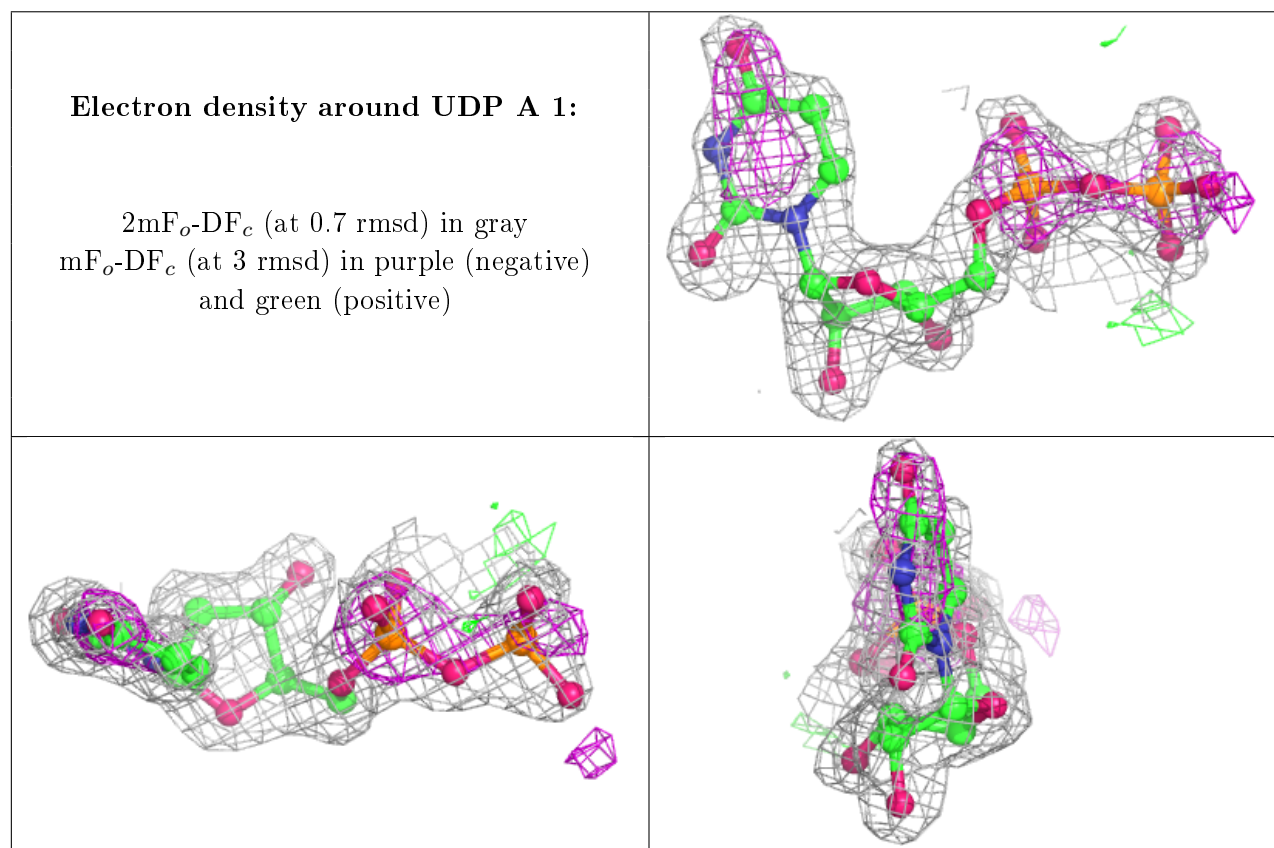 Electron density around UDP A 1:
2mFₒ-DF𝒸 (at 0.7 rmsd) in gray
mFₒ-DF𝒸 (at 3 rmsd) in purple (negative)
and green (positive)